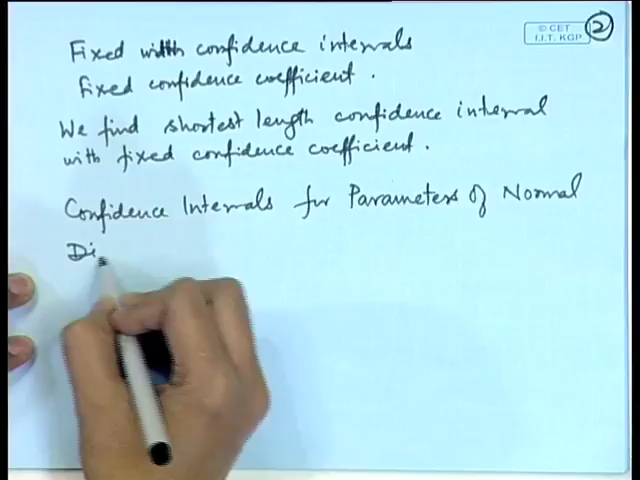 © CET
I.I.T. KGP
2
Fixed width confidence intervals
fixed confidence coefficient.
We find shortest length confidence interval
with fixed confidence coefficient.
Confidence Intervals for Parameters of Normal
Di